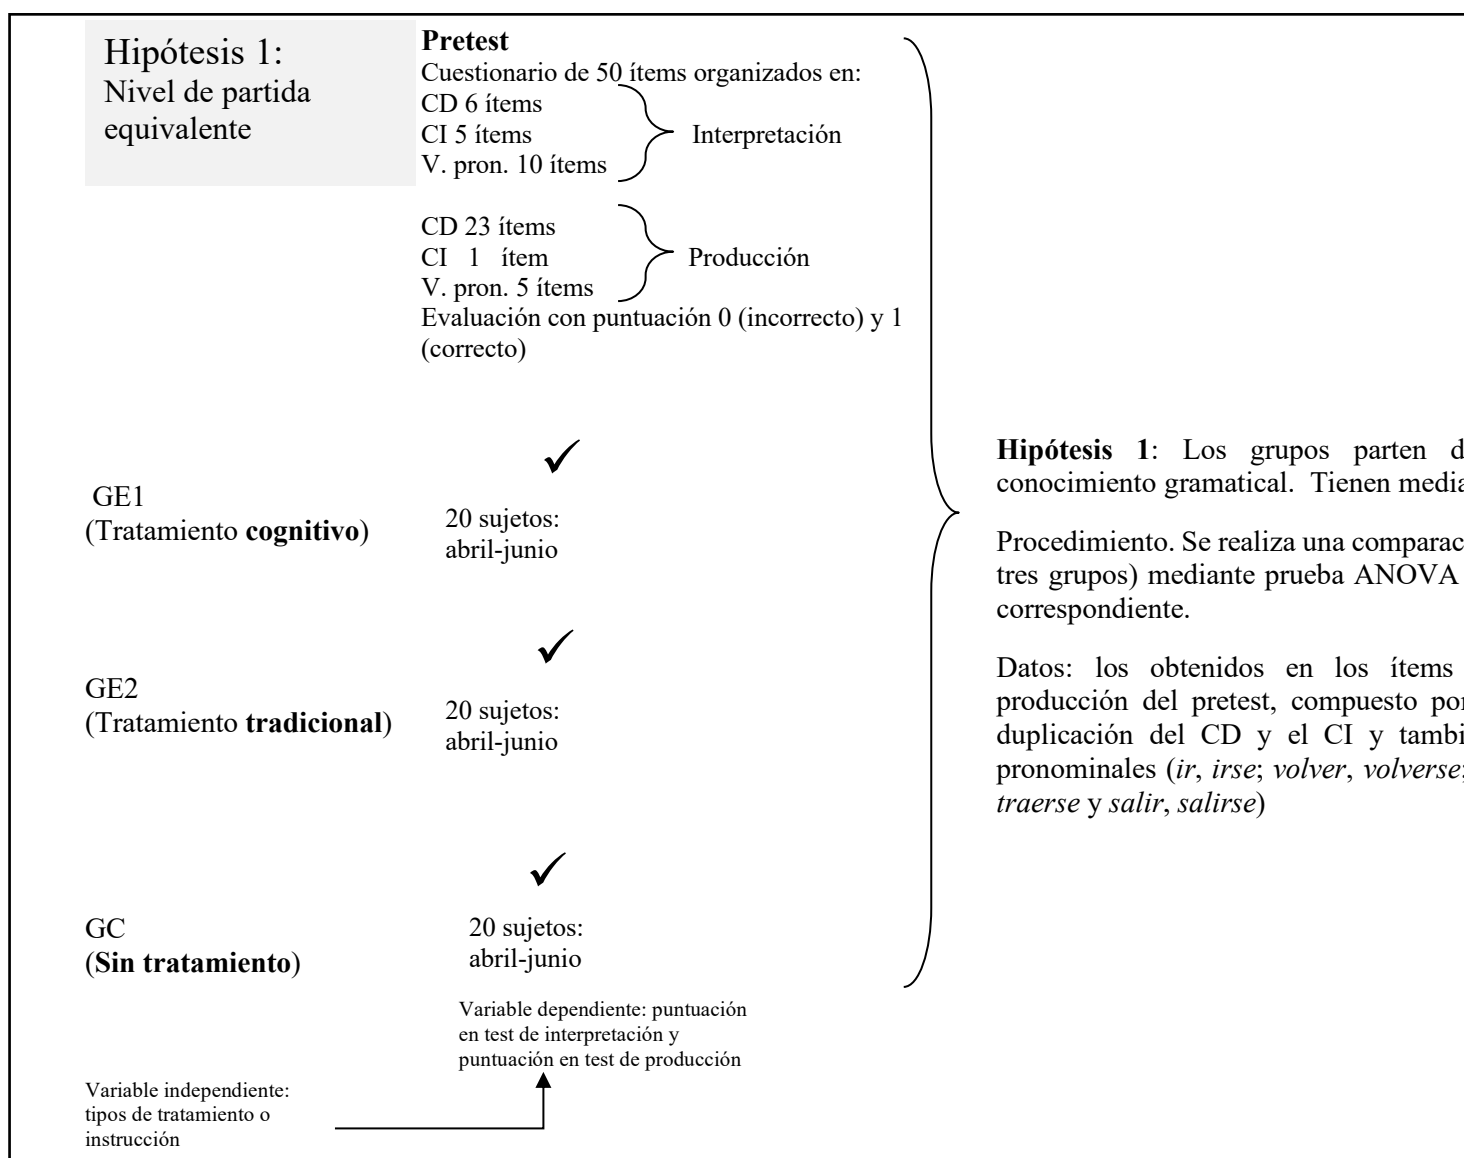 Hipótesis 1:
Nivel de partida
equivalente
Pretest
Cuestionario de 50 ítems organizados en:
CD 6 ítems
CI 5 ítems
V. pron. 10 ítems
Interpretación
CD 23 ítems
CI 1 ítem
V. pron. 5 ítems
Producción
Evaluación con puntuación 0 (incorrecto) y 1
(correcto)
GE1
(Tratamiento cognitivo)
20 sujetos:
abril-junio
GE2
(Tratamiento tradicional)
20 sujetos:
abril-junio
GC
(Sin tratamiento)
20 sujetos:
abril-junio
Variable dependiente: puntuación
en test de interpretación y
puntuación en test de producción
Variable independiente:
tipos de tratamiento o
instrucción
Hipótesis 1: Los grupos parten
conocimiento gramatical. Tienen
Procedimiento. Se realiza una
tres grupos) mediante prueba ANOVA
correspondiente.
Datos: los obtenidos en los ítems
producción del pretest, compuesto
duplicación del CD y el CI y
pronominales (ir, irse; volver, volverse;
traerse y salir, salirse)